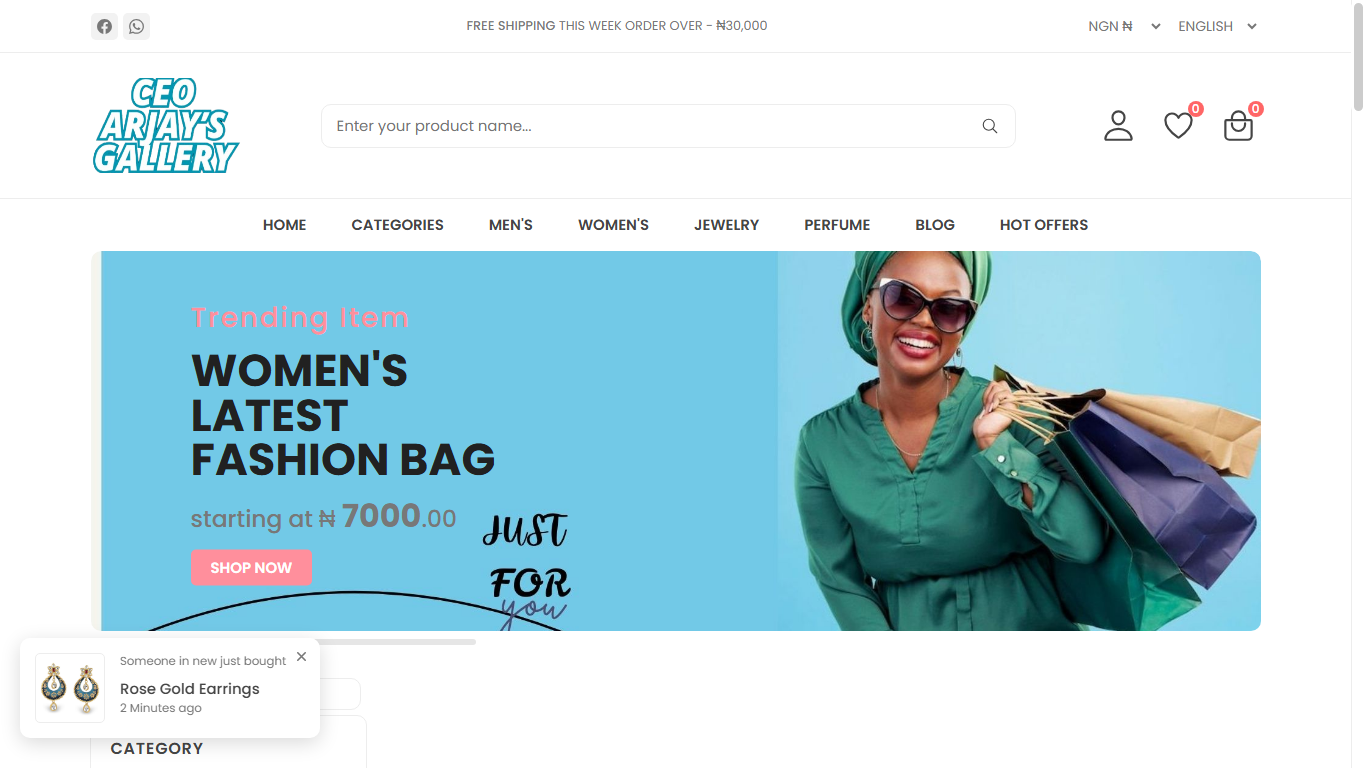 FREE SHIPPING THIS WEEK ORDER OVER - ₦30,000
NGN ₦
ENGLISH
CEO
ARJAY'S
GALLERY
Enter your product name...
0
0
HOME
CATEGORIES
MEN'S
WOMEN'S
JEWELRY
PERFUME
BLOG
HOT OFFERS
Trending Item
WOMEN'S
LATEST
FASHION BAG
starting at ₦ 7000.00
SHOP NOW
JUST
FOR
you
Someone in new just bought
Rose Gold Earrings
2 Minutes ago
CATEGORY